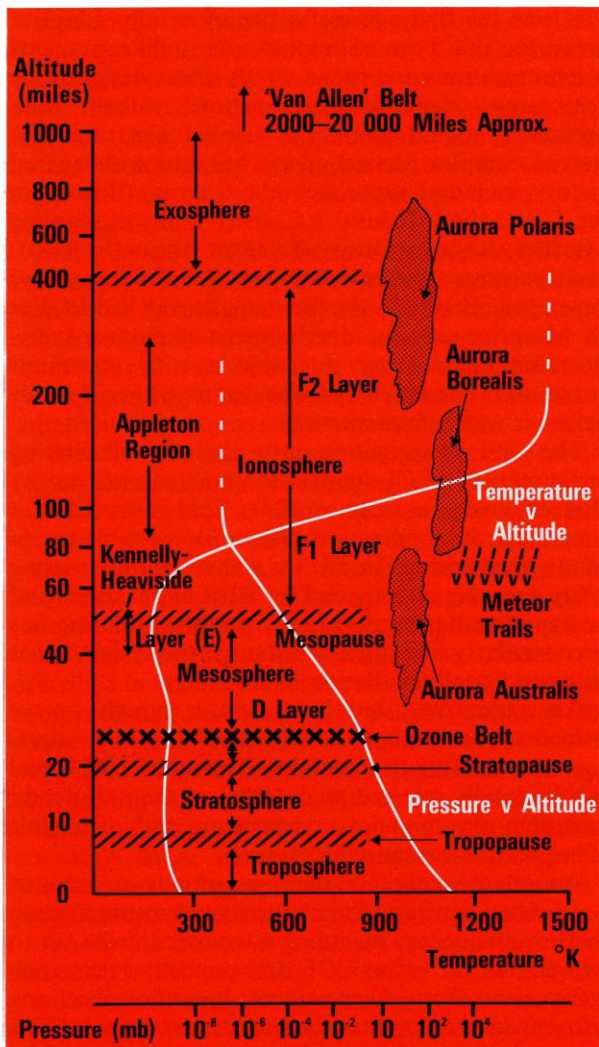 Altitude
(miles)
'Van Allen' Belt
2000–20 000 Miles Approx.
1000
800
Exosphere
600
Aurora Polaris
400
Aurora
Borealis
F2 Layer
200
Appleton
Region
Ionosphere
Temperature
v
Altitude
100
80
Kennelly-
Heaviside
F1 Layer
60
Meteor
Trails
Layer (E)
Mesopause
40
Mesosphere
Aurora Australis
D Layer
Ozone Belt
20
Stratopause
Stratosphere
Pressure v Altitude
10
Tropopause
Troposphere
0
300 600 900 1200 1500
Temperature °K
Pressure (mb) 10⁻⁸ 10⁻⁶ 10⁻⁴ 10⁻² 10 10² 10⁴